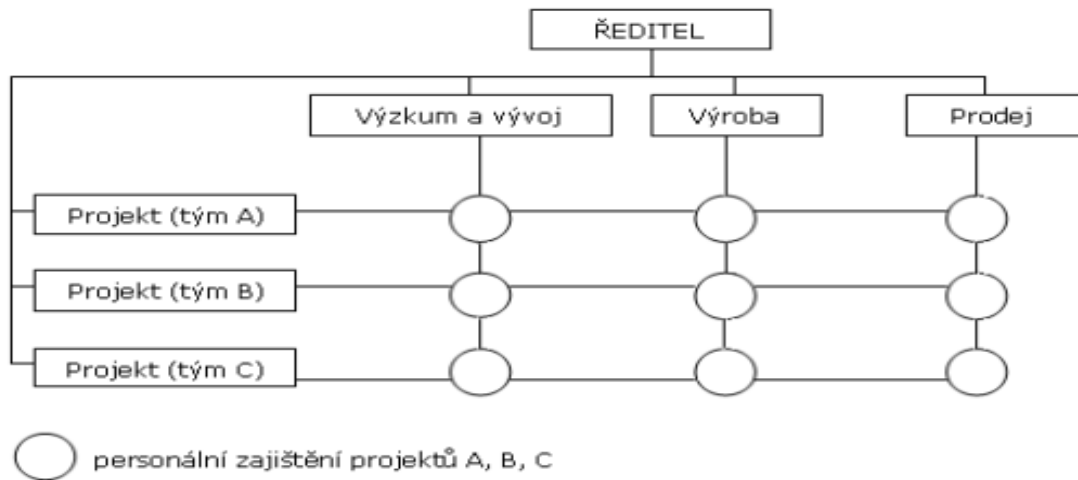 ŘEDITEL
Výzkum a vývoj
Výroba
Prodej
Projekt (tým A)
Projekt (tým B)
Projekt (tým C)
personální zajištění projektů A, B, C